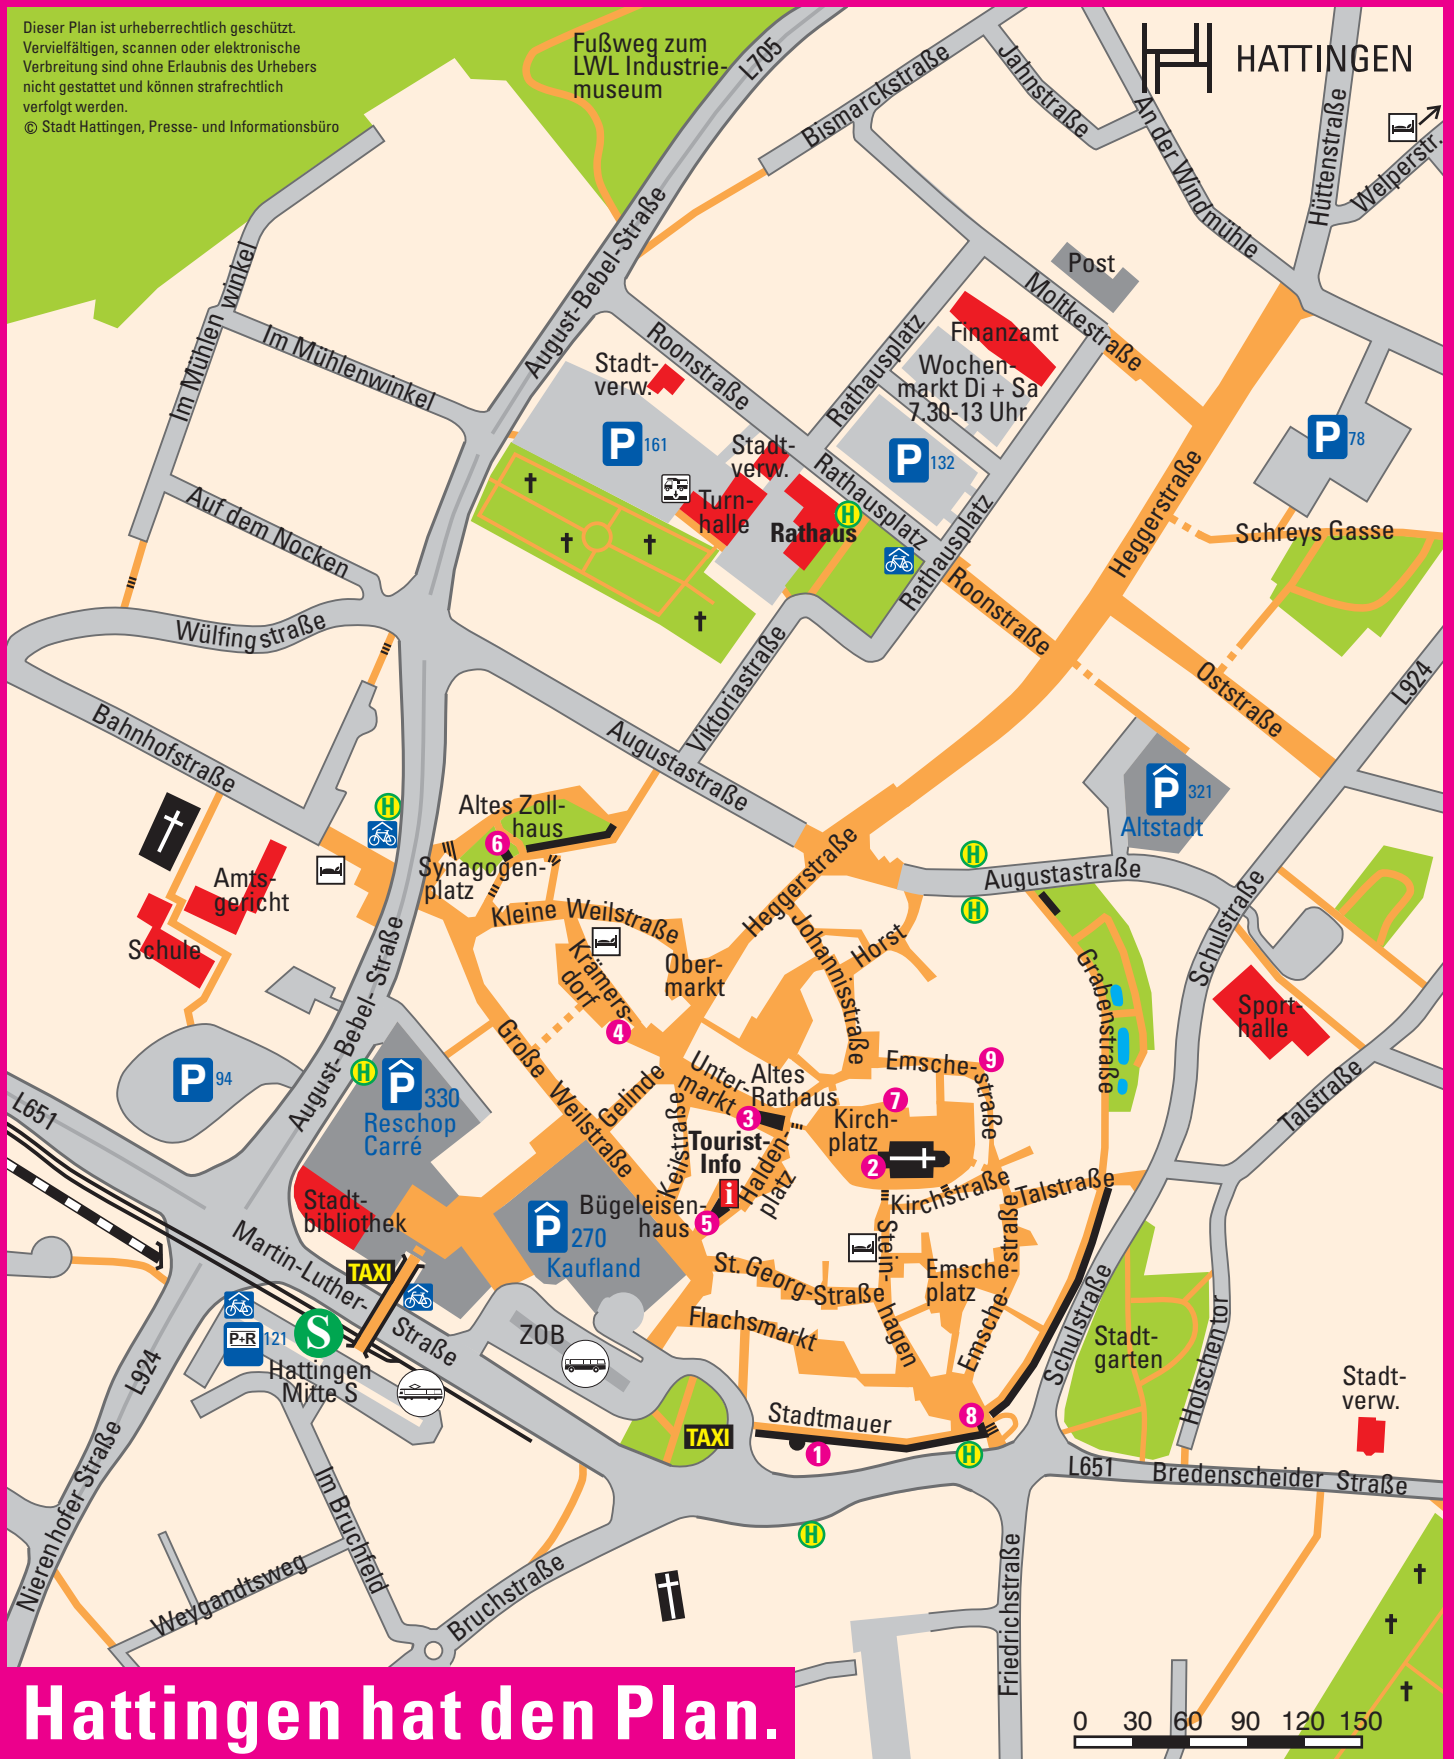 Dieser Plan ist urheberrechtlich geschützt.
Vervielfältigen, scannen oder elektronische
Verbreitung sind ohne Erlaubnis des Urhebers
nicht gestattet und können strafrechtlich
verfolgt werden.
© Stadt Hattingen, Presse- und Informationsbüro
Fußweg zum
LWL Industrie-
museum
L705
HATTINGEN
Bismarckstraße
Jahnstraße
An der Windmühle
Hüttenstraße
Welperstr.
August-Bebel-Straße
Im Mühlen winkel
Im Mühlenwinkel
Post
Moltkestraße
Finanzamt
Wochen-
markt Di + Sa
7.30-13 Uhr
Rathausplatz
Roonstraße
Stadt-
verw.
P 161
Stadt-
verw.
P 132
P 78
Turn-
halle
Rathaus
H
Rathausplatz
Rathausplatz
Heggerstraße
Schreys Gasse
Auf dem Nocken
Wülfingstraße
Roonstraße
Oststraße
L924
Viktoriastraße
Bahnhofstraße
Augustastraße
P 321
Altstadt
H
Altes Zoll-
haus
6
Synagogen-
platz
Heggerstraße
H
Augustastraße
H
Amts-
gericht
Schule
Kleine Weilstraße
Krämers-
dorf
Ober-
markt
Johannisstraße
Horst
Schulstraße
Grabenstraße
Sport-
halle
August-Bebel- Straße
4
Große Weilstraße
Gelinde
Unter-
markt
Altes
Rathaus
3
Emsche-
straße
9
7
Kirch-
platz
2
P 94
H
P 330
Reschop
Carré
L651
Talstraße
Keilstraße
Tourist-
Info
i
Halden-
platz
Bügeleisen-
haus
5
Kirchstraße
Talstraße
Stadt-
bibliothek
P 270
Kaufland
St. Georg-Straße
Stein-
hagen
Emsche-
platz
Emsche-
straße
Martin-Luther-
Straße
TAXI
P+R 121
S
Hattingen
Mitte S
ZOB
Flachsmarkt
Stadt-
garten
Schulstraße
Holschentor
Stadt-
verw.
L924
Nierenhofer Straße
TAXI
Stadtmauer
1
8
H
H
L651
Bredenscheider Straße
Im Bruchfeld
Weygandtsweg
Bruchstraße
Friedrichstraße
Hattingen hat den Plan.
0 30 60 90 120 150